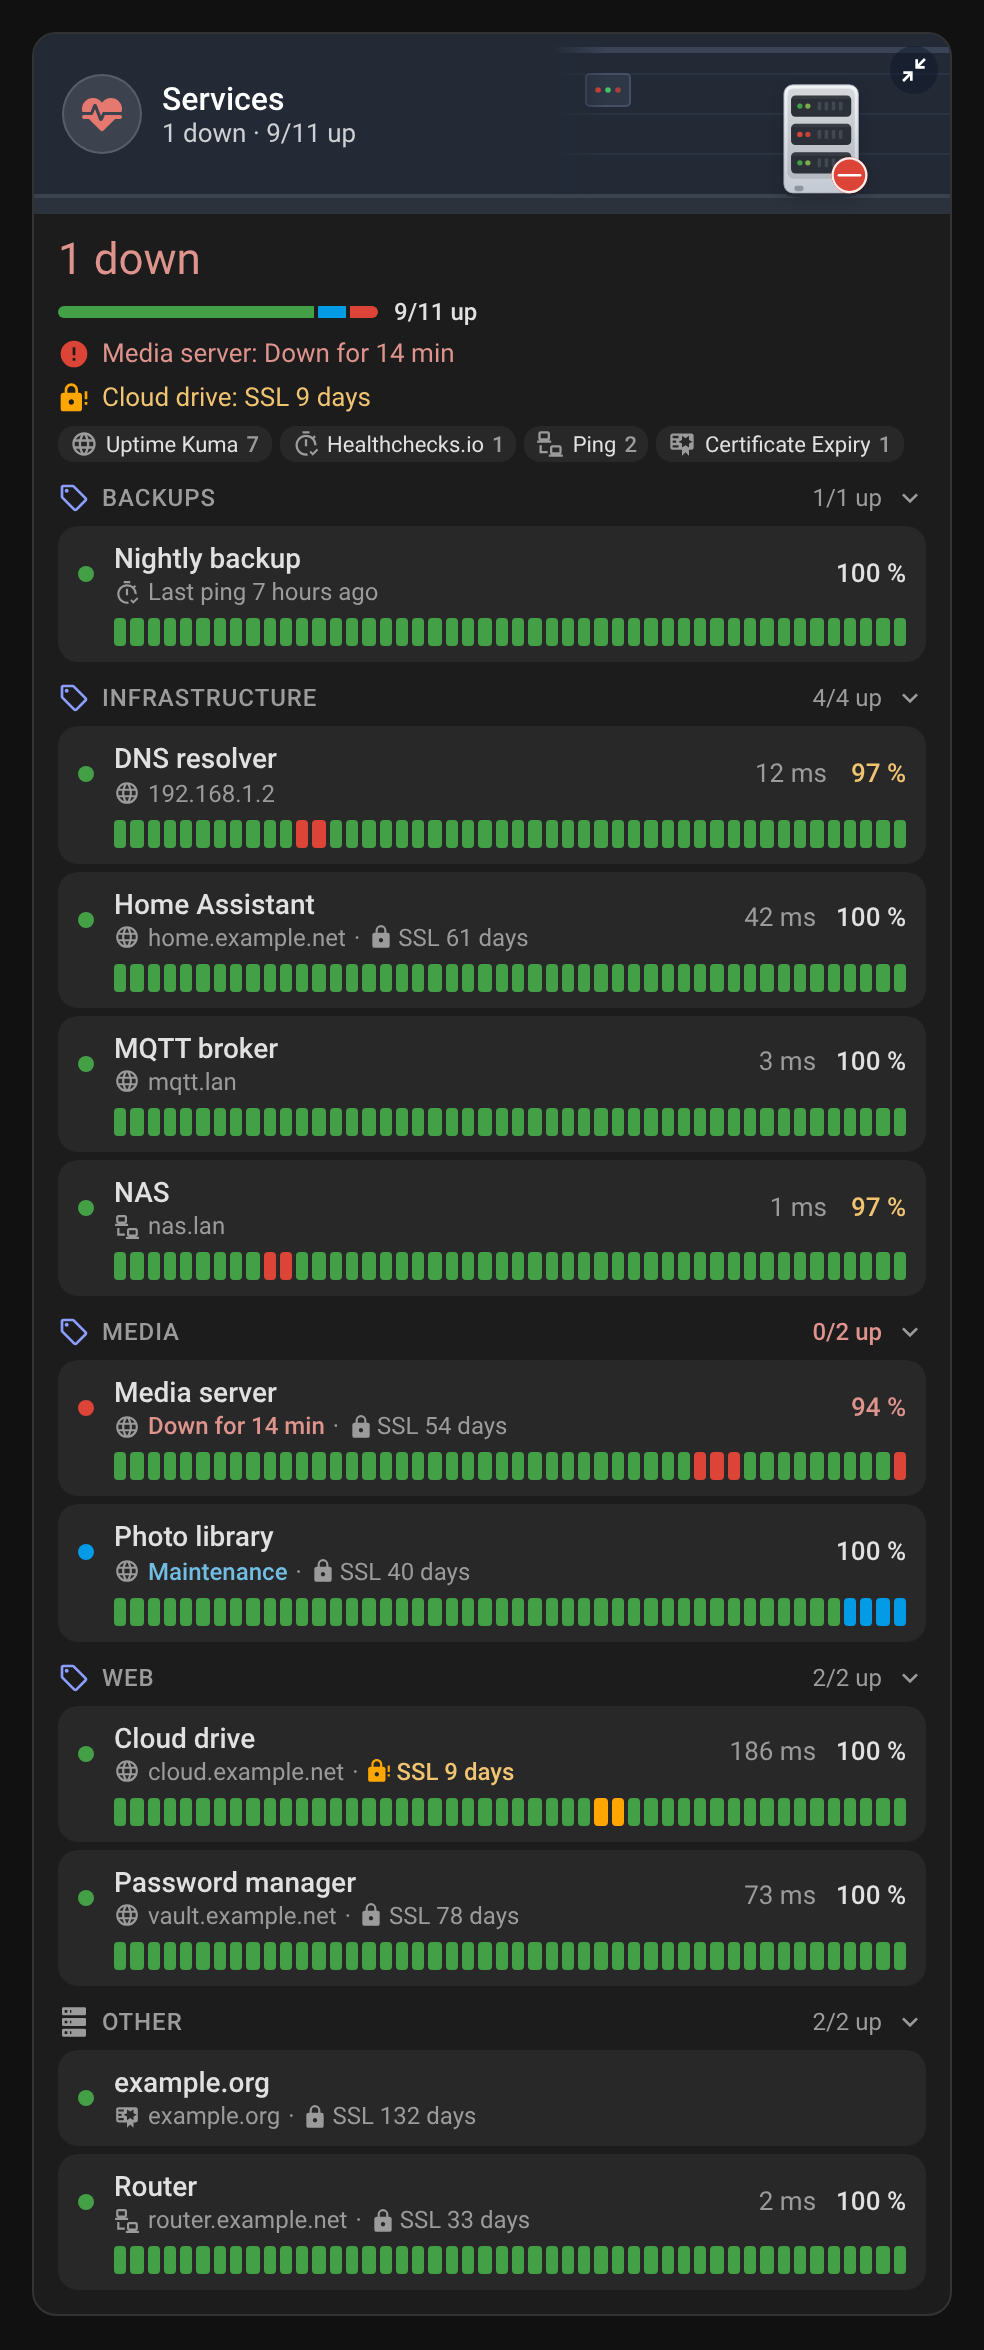 Services
1 down · 9/11 up
1 down
9/11 up
Media server: Down for 14 min
Cloud drive: SSL 9 days
Uptime Kuma 7 Healthchecks.io 1 Ping 2 Certificate Expiry 1
BACKUPS 1/1 up
Nightly backup 100 %
Last ping 7 hours ago
INFRASTRUCTURE 4/4 up
DNS resolver 12 ms 97 %
192.168.1.2
Home Assistant 42 ms 100 %
home.example.net · SSL 61 days
MQTT broker 3 ms 100 %
mqtt.lan
NAS 1 ms 97 %
nas.lan
MEDIA 0/2 up
Media server 94 %
Down for 14 min · SSL 54 days
Photo library 100 %
Maintenance · SSL 40 days
WEB 2/2 up
Cloud drive 186 ms 100 %
cloud.example.net · SSL 9 days
Password manager 73 ms 100 %
vault.example.net · SSL 78 days
OTHER 2/2 up
example.org
example.org · SSL 132 days
Router 2 ms 100 %
router.example.net · SSL 33 days